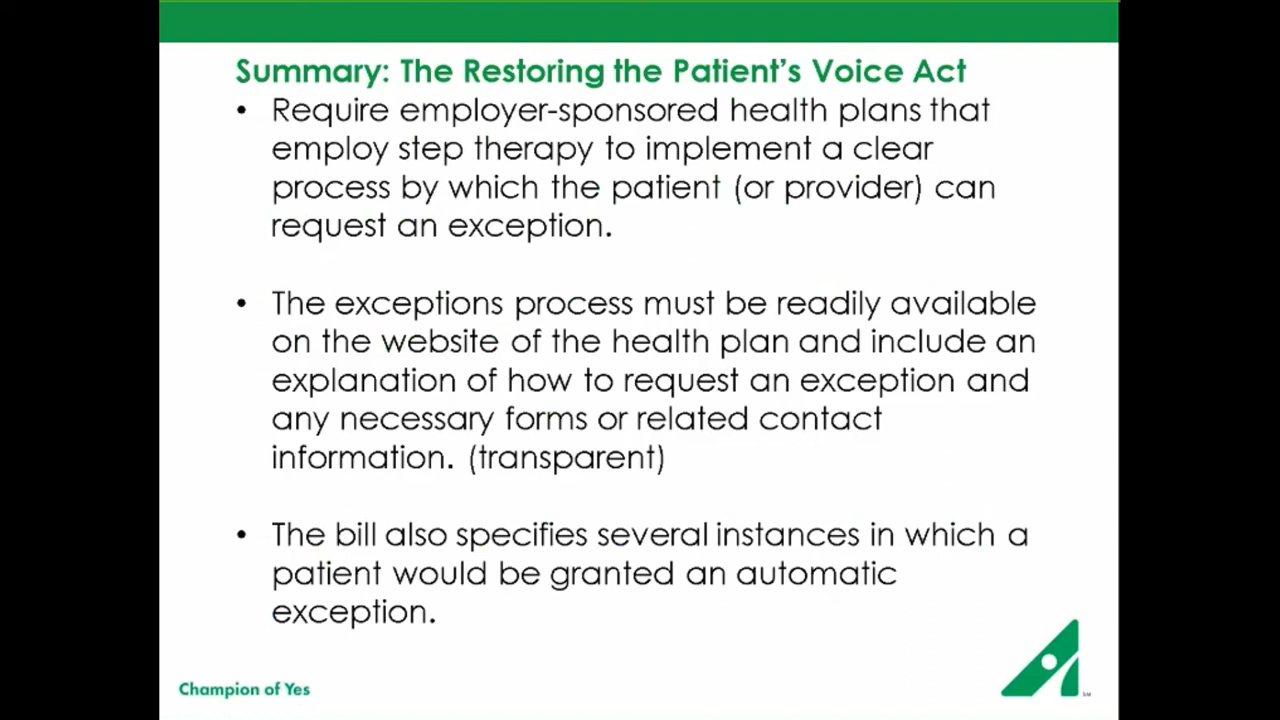 Summary: The Restoring the Patient's Voice Act
• Require employer-sponsored health plans that
employ step therapy to implement a clear
process by which the patient (or provider) can
request an exception.
• The exceptions process must be readily available
on the website of the health plan and include an
explanation of how to request an exception and
any necessary forms or related contact
information. (transparent)
• The bill also specifies several instances in which a
patient would be granted an automatic
exception.
Champion of Yes
SM